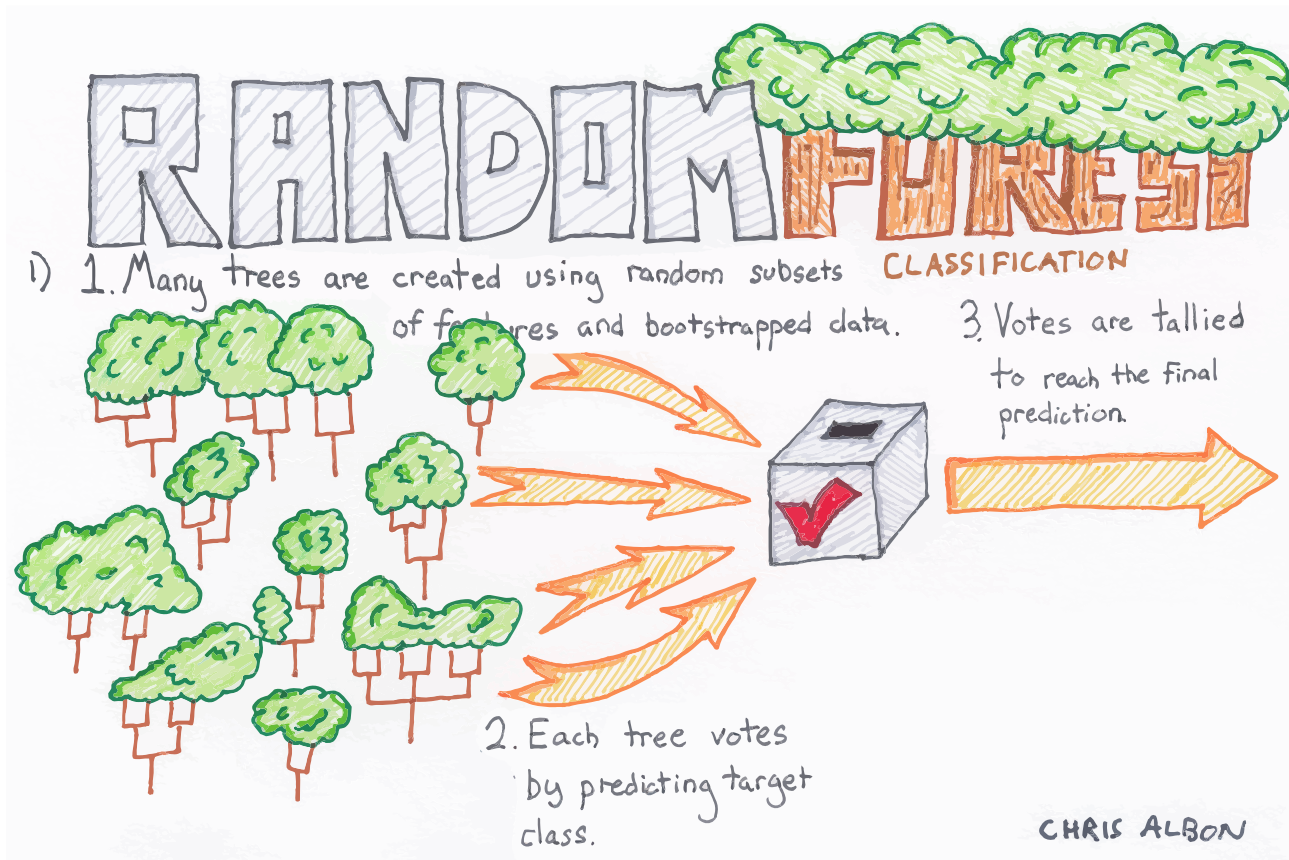 RANDOM FOREST
CLASSIFICATION
1) 1. Many trees are created using random subsets
of features and bootstrapped data.
3. Votes are tallied
to reach the final
prediction.
2. Each tree votes
by predicting target
class.
CHRIS ALBON